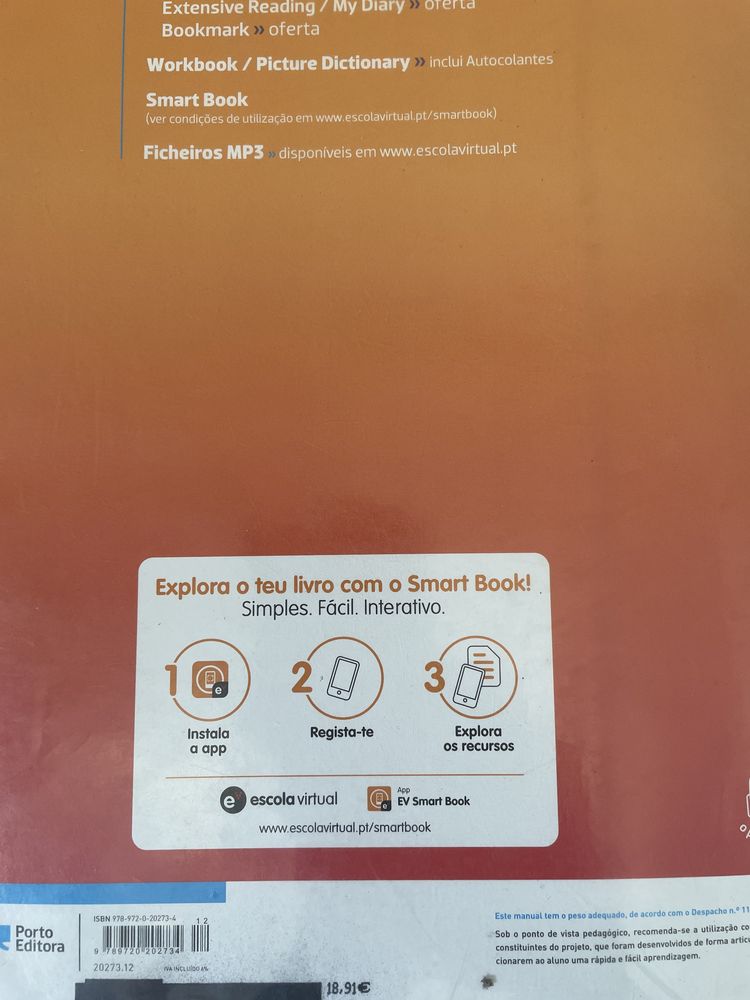 Extensive Reading / My Diary » oferta
Bookmark » oferta
Workbook / Picture Dictionary » inclui Autocolantes
Smart Book
(ver condições de utilização em www.escolavirtual.pt/smartbook)
Ficheiros MP3 » disponíveis em www.escolavirtual.pt
Explora o teu livro com o Smart Book!
Simples. Fácil. Interativo.
1 2 3
Instala
a app
Regista-te
Explora
os recursos
e escola virtual
App
EV Smart Book
www.escolavirtual.pt/smartbook
Porto
Editora
ISBN 978-972-0-20273-4
1 2
9 789720 202734
20273.12 IVA INCLUÍDO 6%
18,91€
Este manual tem o peso adequado, de acordo com o Despacho n.º 11
Sob o ponto de vista pedagógico, recomenda-se a utilização
constituintes do projeto, que foram desenvolvidos de forma
cionarem ao aluno uma rápida e fácil aprendizagem.